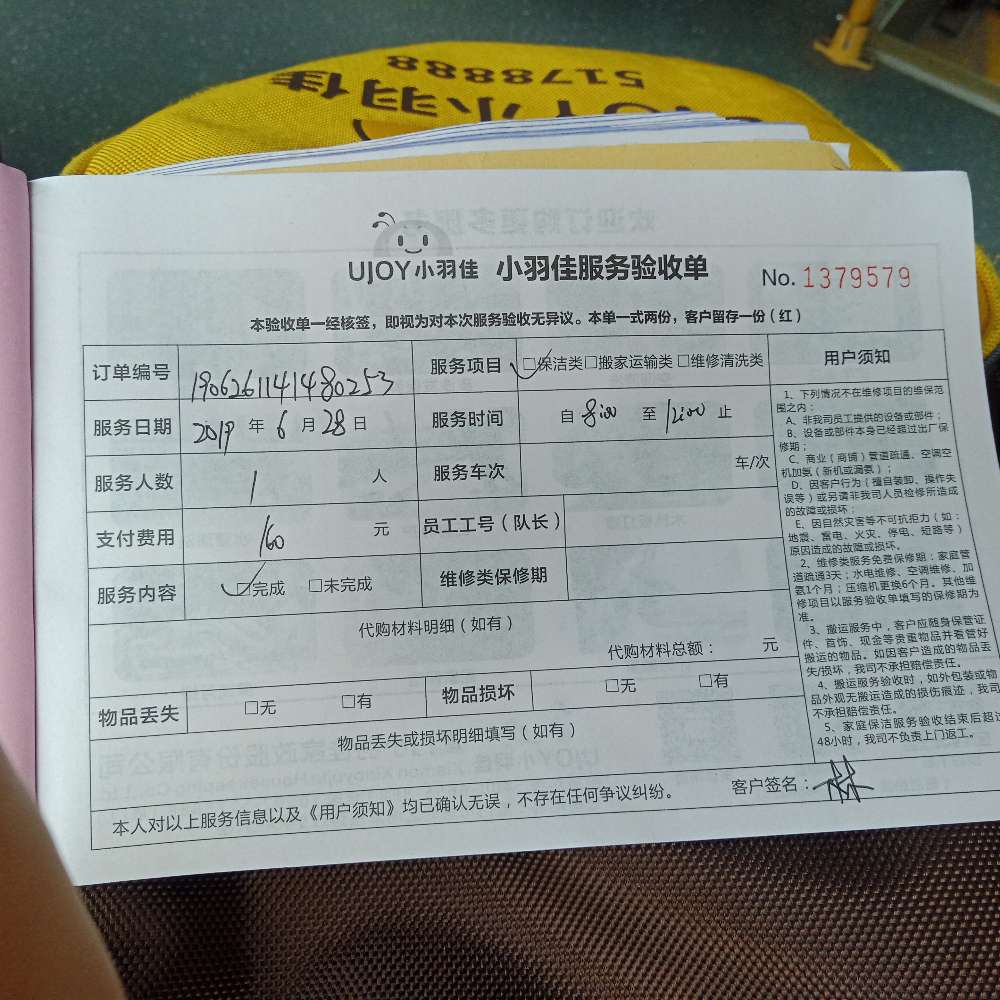 UJOY小羽佳
5178888
UJOY小羽佳 小羽佳服务验收单 No. 1379579
本验收单一经核签，即视为对本次服务验收无异议。本单一式两份，客户留存一份（红）
订单编号 1906261141480253 服务项目 ☑保洁类☐搬家运输类☐维修清洗类
服务日期 2019年6月28日 服务时间 自8:00至12:00止
服务人数 1人 服务车次 车/次
支付费用 160元 员工工号（队长）
服务内容 ☑完成 ☐未完成 维修类保修期
代购材料明细（如有）
代购材料总额： 元
物品丢失 ☐无 ☐有 物品损坏 ☐无 ☐有
物品丢失或损坏明细填写（如有）
本人对以上服务信息以及《用户须知》均已确认无误，不存在任何争议纠纷。 客户签名：
用户须知
1、下列情况不在维修项目的维保范
围之内：
A、非我司员工提供的设备或部件；
B、设备或部件本身已经超过出厂保
修期；
C、商业（商铺）管道疏通、空调空
机加氨（新机或漏氨）；
D、因客户行为（擅自装卸、操作失
误等）或另请非我司人员检修所造成
的故障或损坏；
E、因自然灾害等不可抗拒力（如：
地震、雷电、火灾、停电、短路等）
原因造成的故障或损坏。
2、维修类服务免费保修期：家庭管
道疏通3天；水电维修、空调维修、加
氨1个月；压缩机更换6个月。其他维
修项目以服务验收单填写的保修期为
准。
3、搬运服务中，客户应随身保管证
件、首饰、现金等贵重物品并看管好
搬运的物品。如因客户造成的物品丢
失/损坏，我司不承担赔偿责任。
4、搬运服务验收时，如外包装或物
品外观无搬运造成的损伤痕迹，我司
不承担赔偿责任。
5、家庭保洁服务验收结束后超过
48小时，我司不负责上门返工。